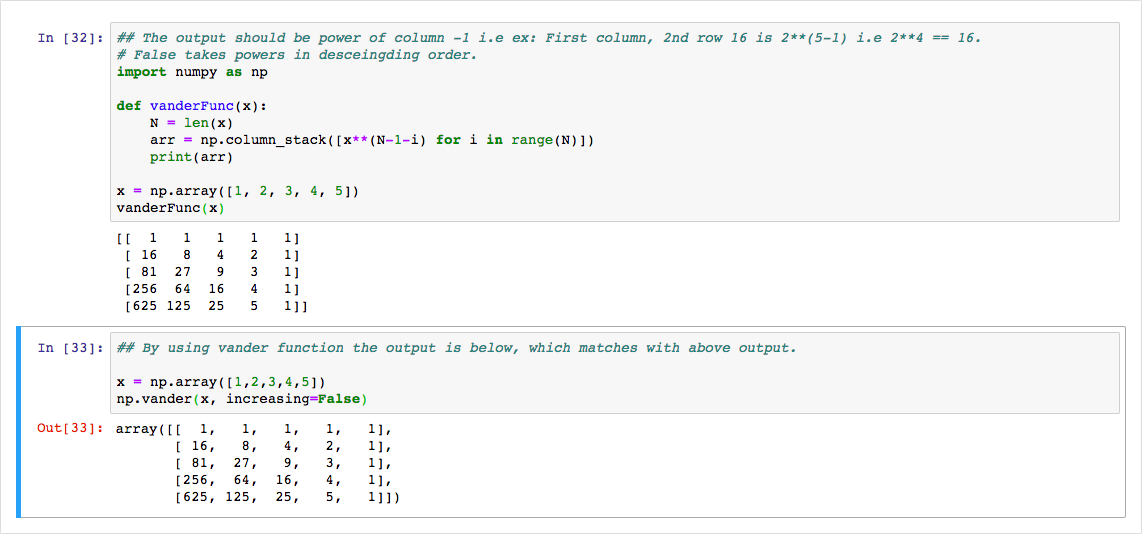 In [32]: ## The output should be power of column -1 i.e ex: First column, 2nd row 16 is 2**(5-1) i.e 2**4 == 16.
# False takes powers in desceingding order.
import numpy as np

def vanderFunc(x):
    N = len(x)
    arr = np.column_stack([x**(N-1-i) for i in range(N)])
    print(arr)

x = np.array([1, 2, 3, 4, 5])
vanderFunc(x)
[[  1   1   1   1   1]
 [ 16   8   4   2   1]
 [ 81  27   9   3   1]
 [256  64  16   4   1]
 [625 125  25   5   1]]
In [33]: ## By using vander function the output is below, which matches with above output.

x = np.array([1,2,3,4,5])
np.vander(x, increasing=False)
Out[33]: array([[  1,   1,   1,   1,   1],
       [ 16,   8,   4,   2,   1],
       [ 81,  27,   9,   3,   1],
       [256,  64,  16,   4,   1],
       [625, 125,  25,   5,   1]])